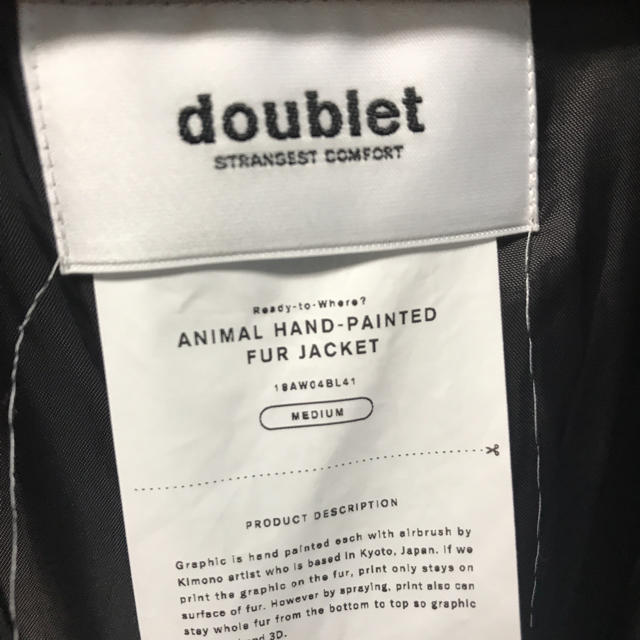 doublet
STRANGEST COMFORT
Ready-to-Where?
ANIMAL HAND-PAINTED
FUR JACKET
18AW04BL41
MEDIUM
PRODUCT DESCRIPTION
Graphic is hand painted each with airbrush by
Kimono artist who is based in Kyoto, Japan. If we
print the graphic on the fur, print only stays on
surface of fur. However by spraying, print also can
stay whole fur from the bottom to top so graphic
and 3D.